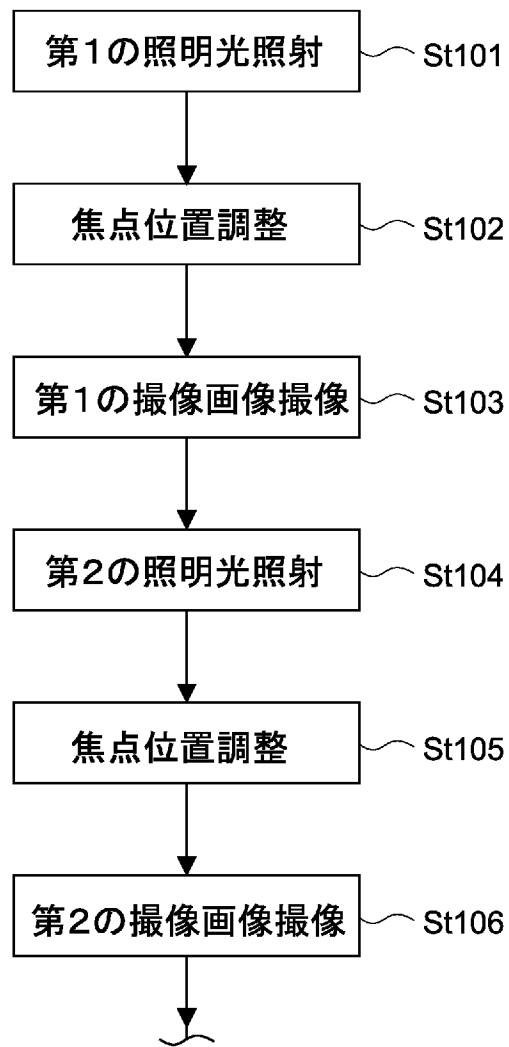 第1の照明光照射 St101
焦点位置調整 St102
第1の撮像画像撮像 St103
第2の照明光照射 St104
焦点位置調整 St105
第2の撮像画像撮像 St106